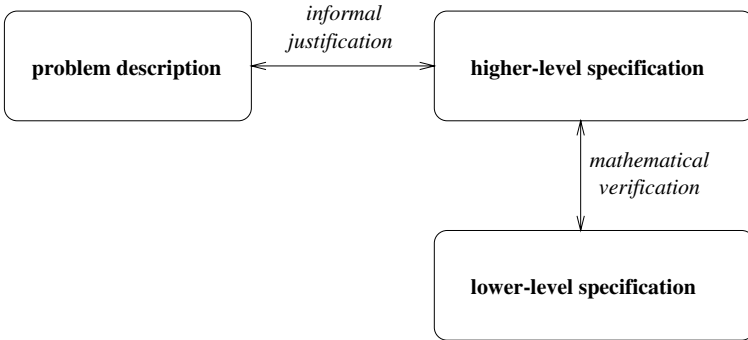 informal
justification
problem description
higher-level specification
mathematical
verification
lower-level specification